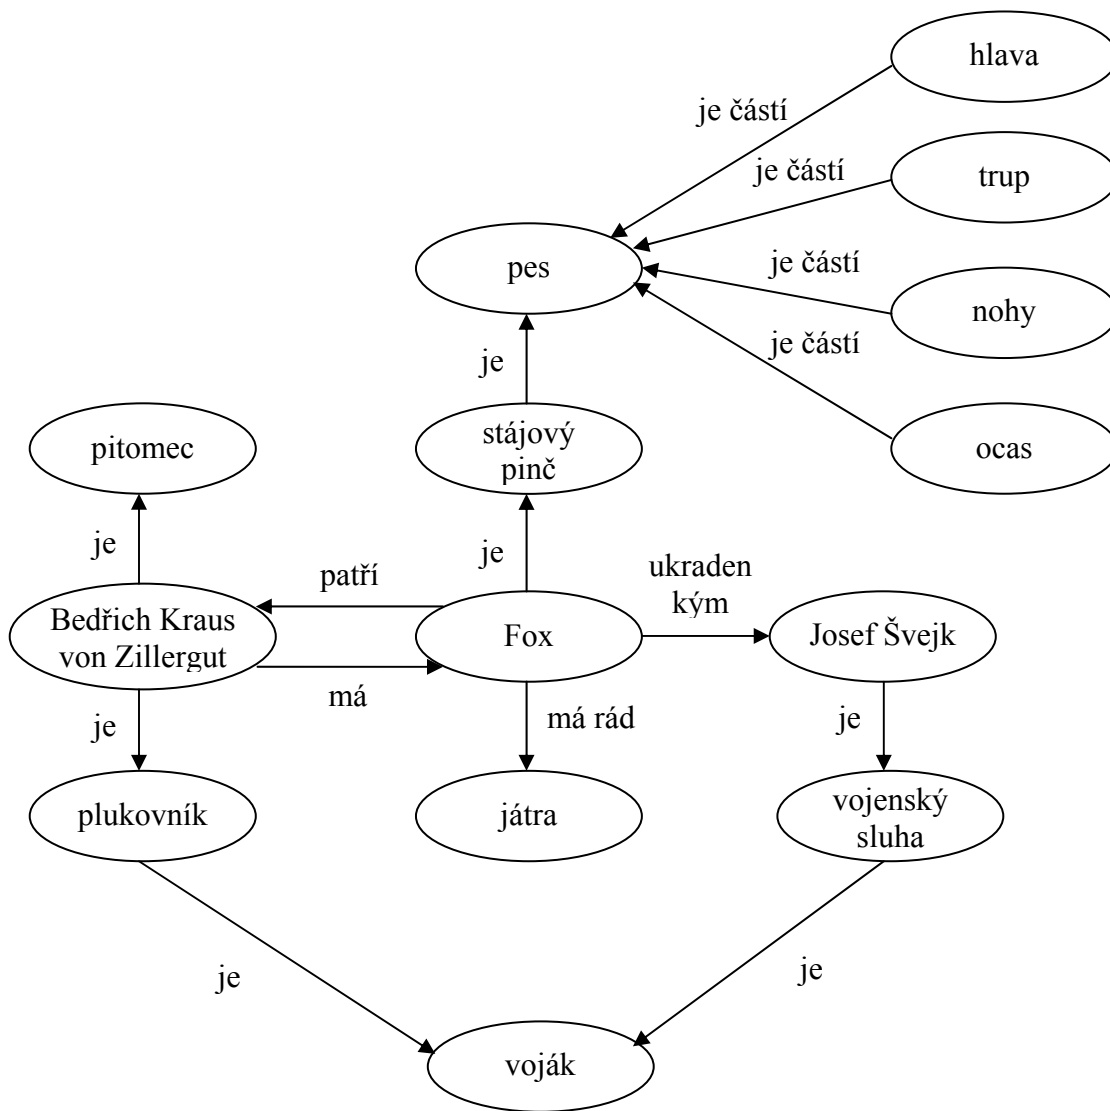 hlava
je částí
je částí
trup
pes
je částí
nohy
je částí
je
pitomec
stájový
pinč
ocas
je
je
patří
ukraden
kým
Bedřich Kraus
von Zillergut
Fox
Josef Švejk
má
je
má rád
je
plukovník
játra
vojenský
sluha
je
je
voják